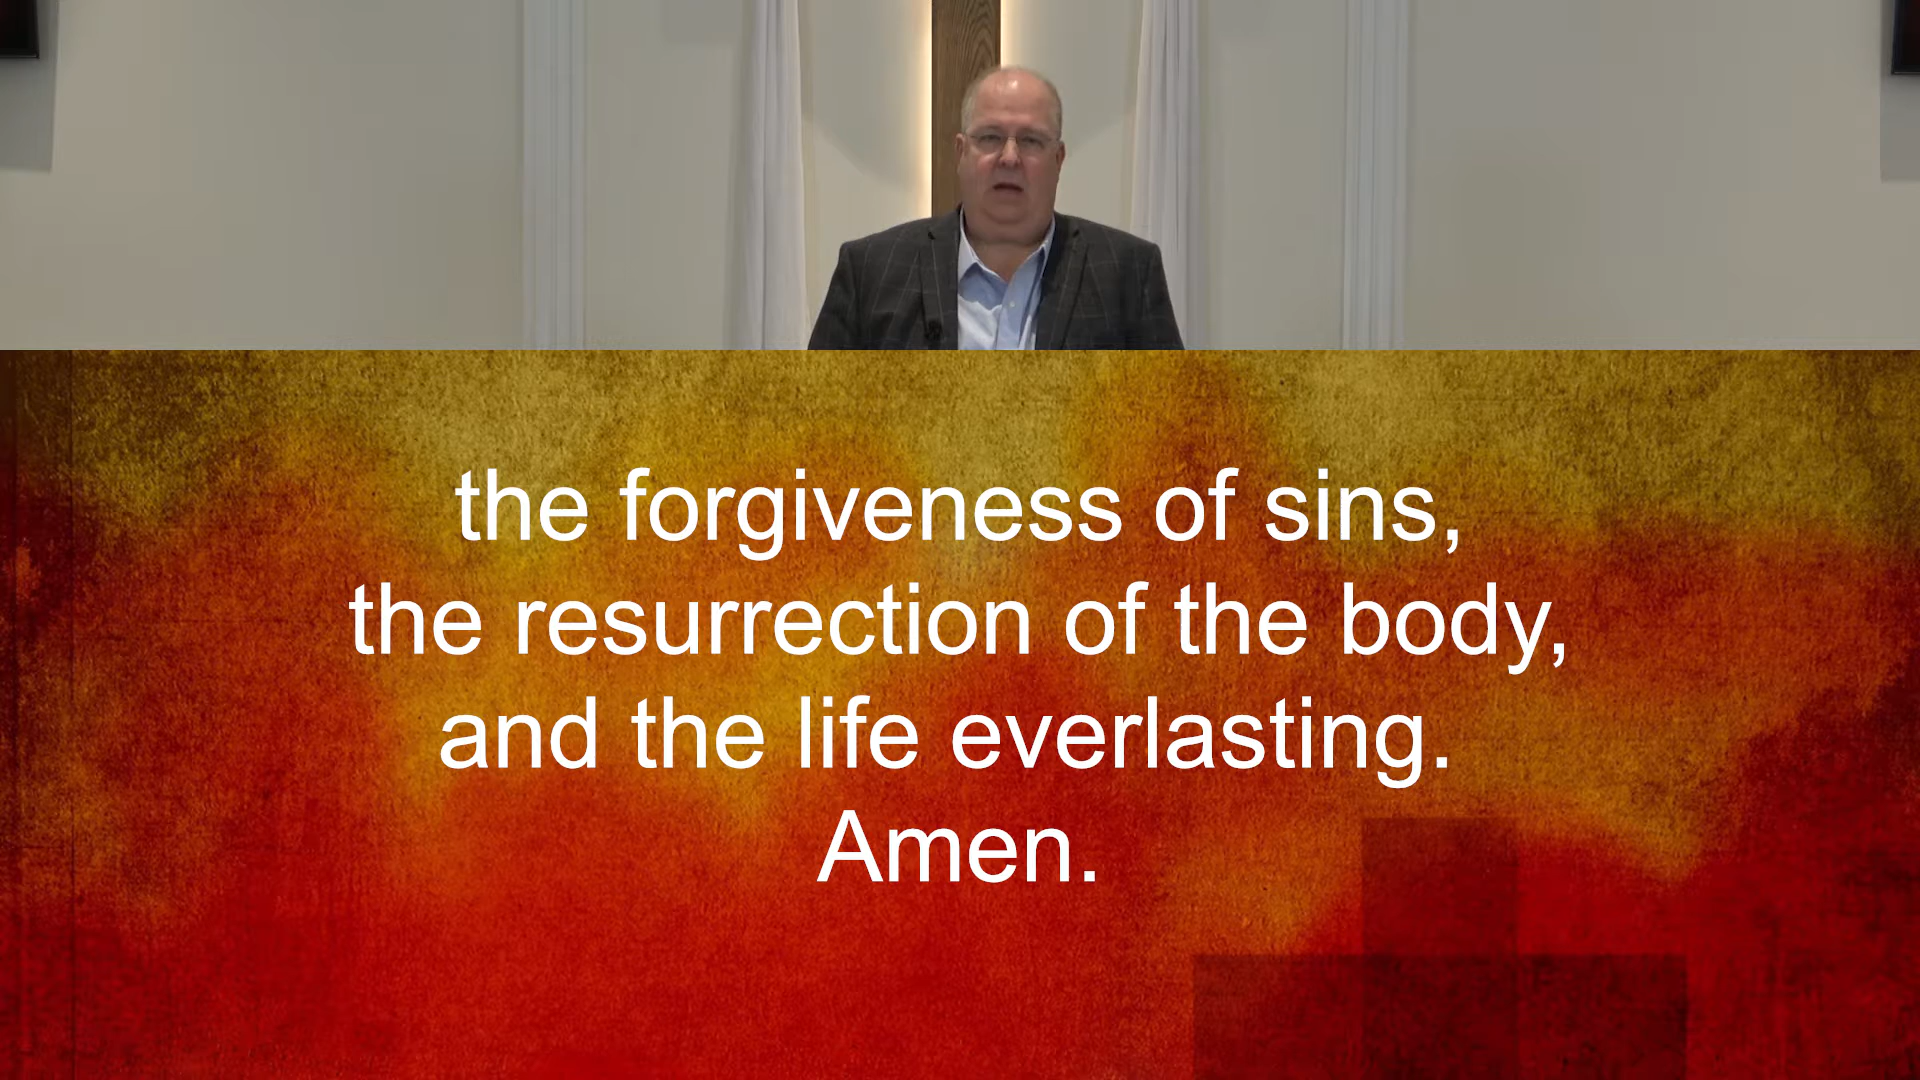 the forgiveness of sins,
the resurrection of the body,
and the life everlasting.
Amen.